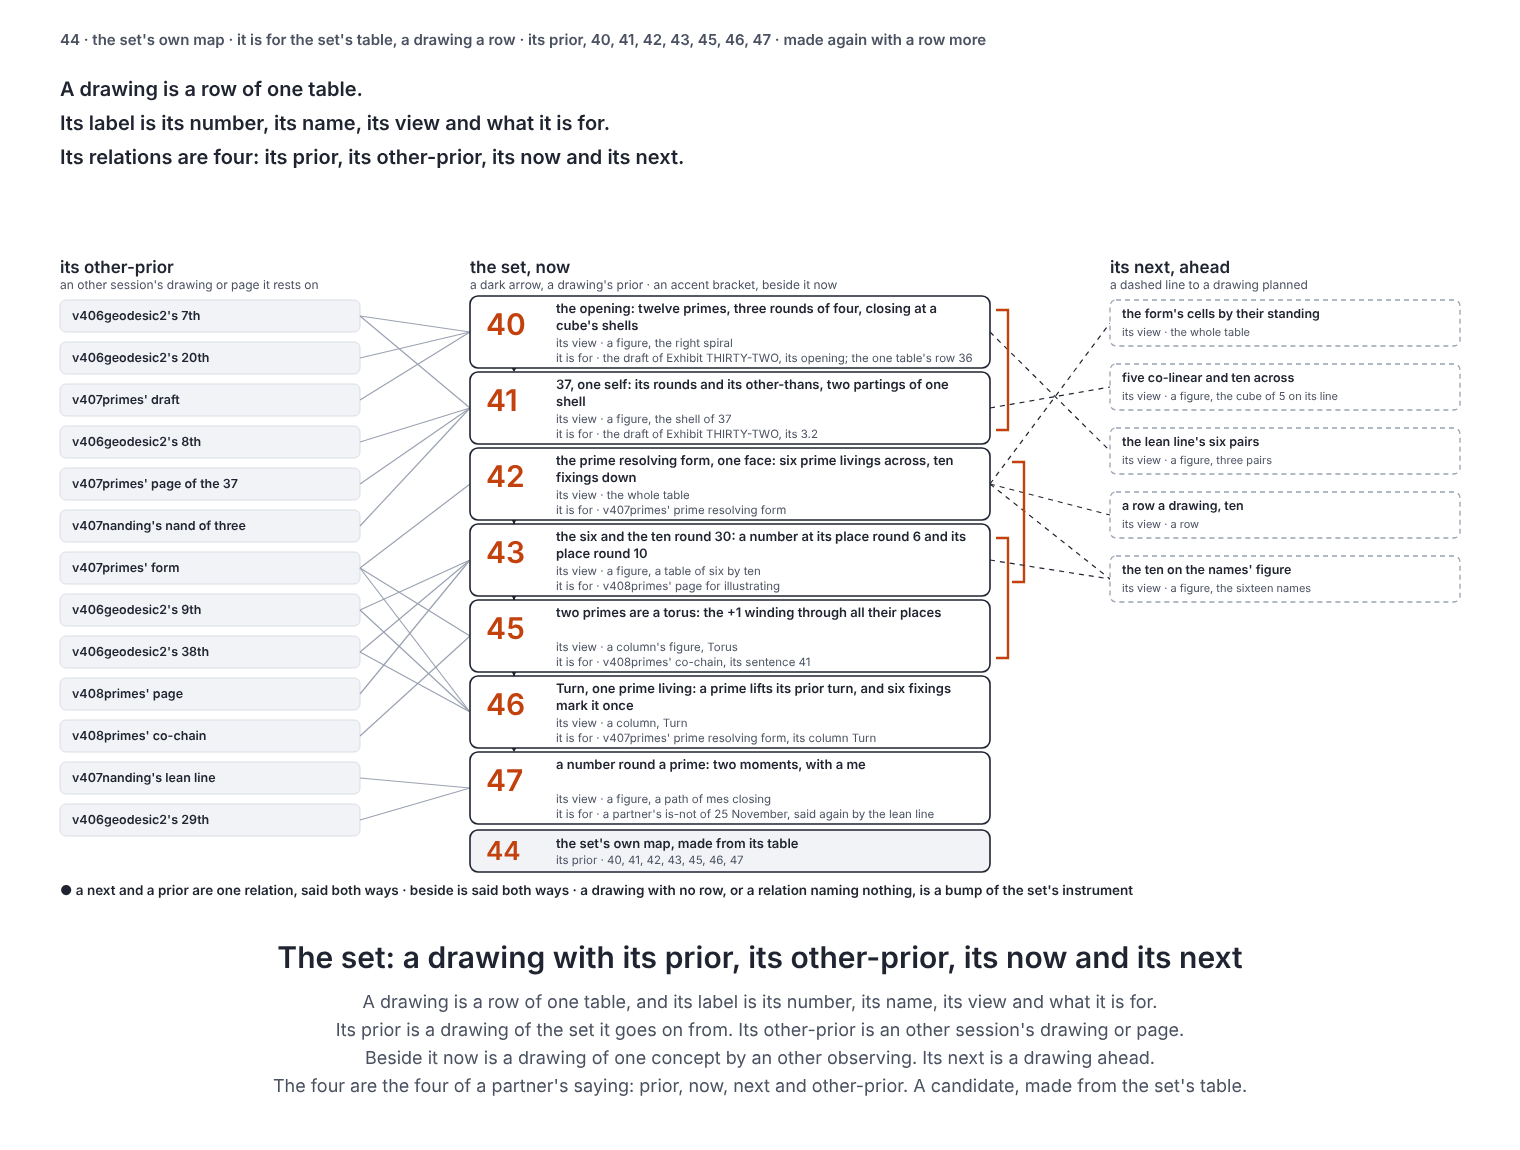 44 · the set's own map · it is for the set's table, a drawing a row · its prior, 40, 41, 42, 43, 45, 46, 47 · made again with a row more
A drawing is a row of one table.
Its label is its number, its name, its view and what it is for.
Its relations are four: its prior, its other-prior, its now and its next.
its other-prior
an other session's drawing or page it rests on
v406geodesic2's 7th
v406geodesic2's 20th
v407primes' draft
v406geodesic2's 8th
v407primes' page of the 37
v407nanding's nand of three
v407primes' form
v406geodesic2's 9th
v406geodesic2's 38th
v408primes' page
v408primes' co-chain
v407nanding's lean line
v406geodesic2's 29th
the set, now
a dark arrow, a drawing's prior · an accent bracket, beside it now
40
the opening: twelve primes, three rounds of four, closing at a
cube's shells
its view · a figure, the right spiral
it is for · the draft of Exhibit THIRTY-TWO, its opening; the one table's row 36
41
37, one self: its rounds and its other-thans, two partings of one
shell
its view · a figure, the shell of 37
it is for · the draft of Exhibit THIRTY-TWO, its 3.2
42
the prime resolving form, one face: six prime livings across, ten
fixings down
its view · the whole table
it is for · v407primes' prime resolving form
43
the six and the ten round 30: a number at its place round 6 and its
place round 10
its view · a figure, a table of six by ten
it is for · v408primes' page for illustrating
45
two primes are a torus: the +1 winding through all their places
its view · a column's figure, Torus
it is for · v408primes' co-chain, its sentence 41
46
Turn, one prime living: a prime lifts its prior turn, and six fixings
mark it once
its view · a column, Turn
it is for · v407primes' prime resolving form, its column Turn
47
a number round a prime: two moments, with a me
its view · a figure, a path of mes closing
it is for · a partner's is-not of 25 November, said again by the lean line
44
the set's own map, made from its table
its prior · 40, 41, 42, 43, 45, 46, 47
its next, ahead
a dashed line to a drawing planned
the form's cells by their standing
its view · the whole table
five co-linear and ten across
its view · a figure, the cube of 5 on its line
the lean line's six pairs
its view · a figure, three pairs
a row a drawing, ten
its view · a row
the ten on the names' figure
its view · a figure, the sixteen names
● a next and a prior are one relation, said both ways · beside is said both ways · a drawing with no row, or a relation naming nothing, is a bump of the set's instrument
The set: a drawing with its prior, its other-prior, its now and its next
A drawing is a row of one table, and its label is its number, its name, its view and what it is for.
Its prior is a drawing of the set it goes on from. Its other-prior is an other session's drawing or page.
Beside it now is a drawing of one concept by an other observing. Its next is a drawing ahead.
The four are the four of a partner's saying: prior, now, next and other-prior. A candidate, made from the set's table.